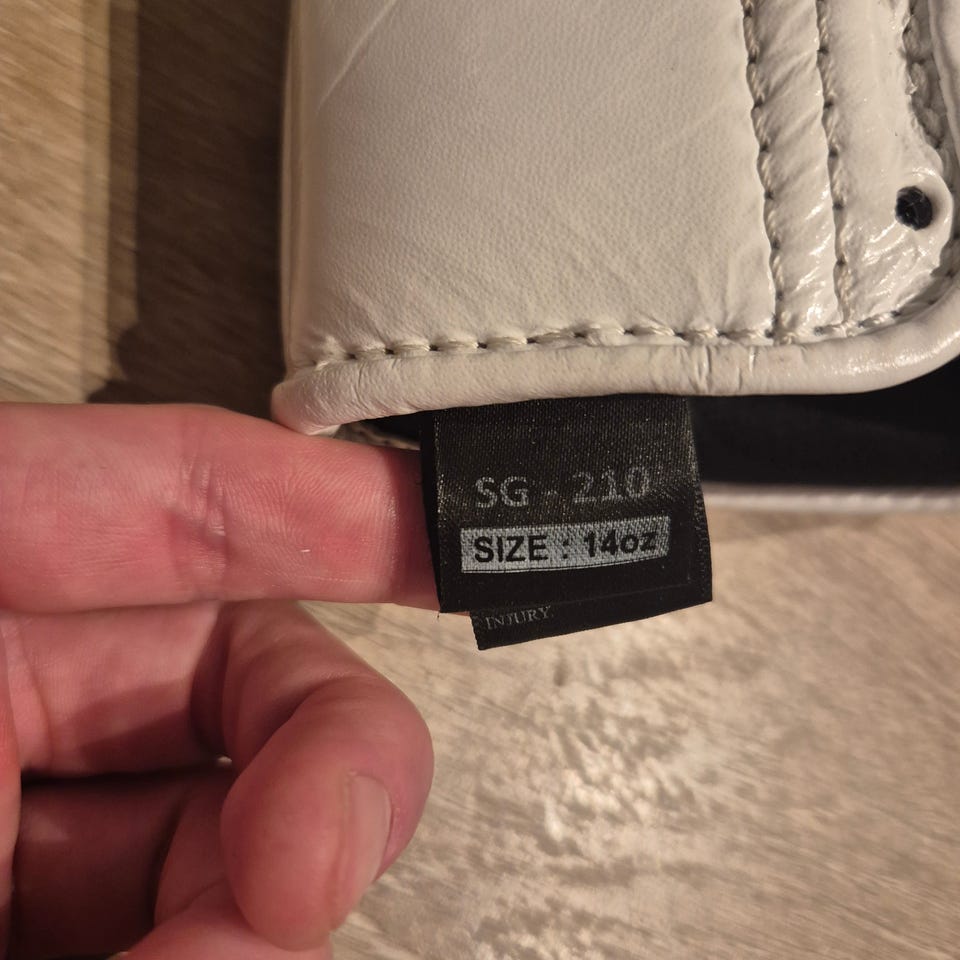 SG - 210
SIZE : 14oz
INJURY.